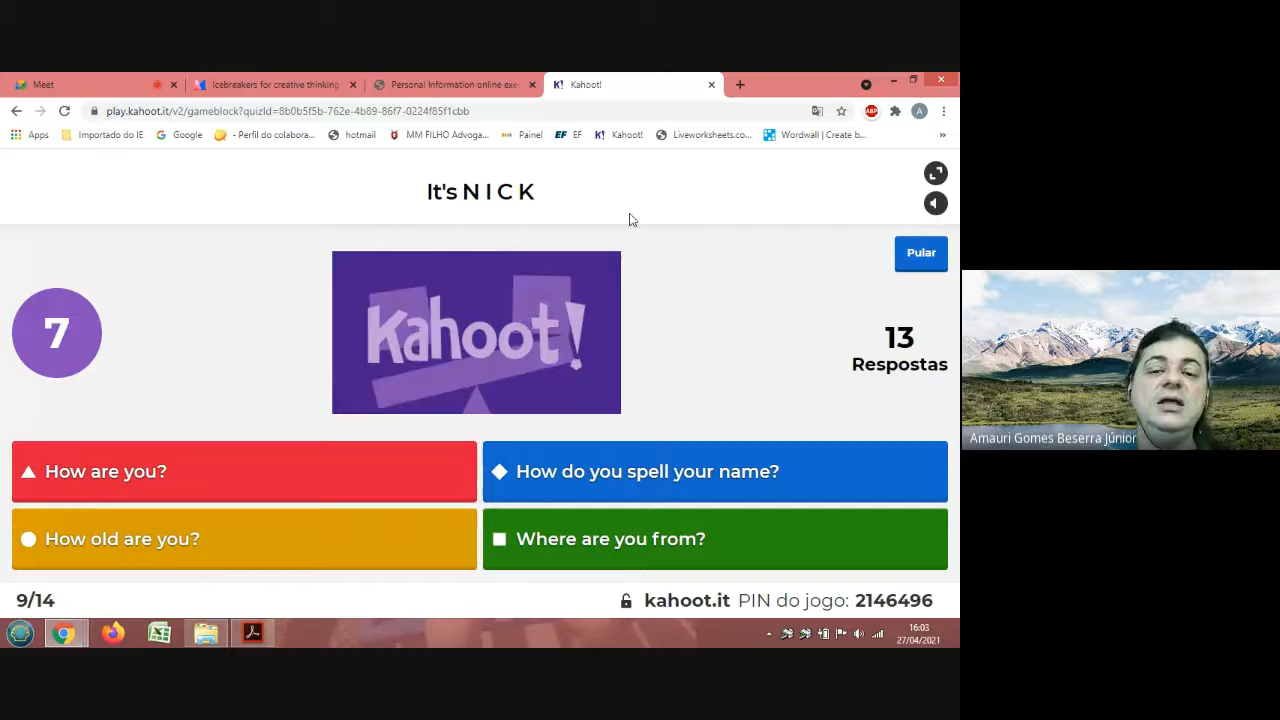 Meet
Icebreakers for creative thinking
Personal Information online exe
K! Kahoot!
play.kahoot.it/v2/gameblock?quizId=8b0b5f5b-762e-4b89-86f7-0224f85f1cbb
ABP
A
Apps
Importado do IE
G Google
- Perfil do colabora...
hotmail
MM FILHO Advoga...
Painel
EF EF
K! Kahoot!
Liveworksheets.co...
Wordwall | Create b...
»
It's N I C K
Pular
7
Kahoot!
13
Respostas
How are you?
How do you spell your name?
How old are you?
Where are you from?
9/14
kahoot.it PIN do jogo: 2146496
16:03
27/04/2021
Amauri Gomes Beserra Júnior